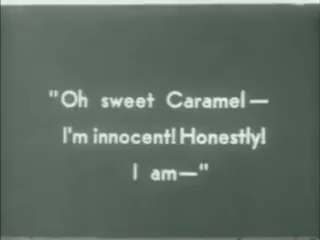 "Oh sweet Caramel—
I'm innocent! Honestly!
I am—"